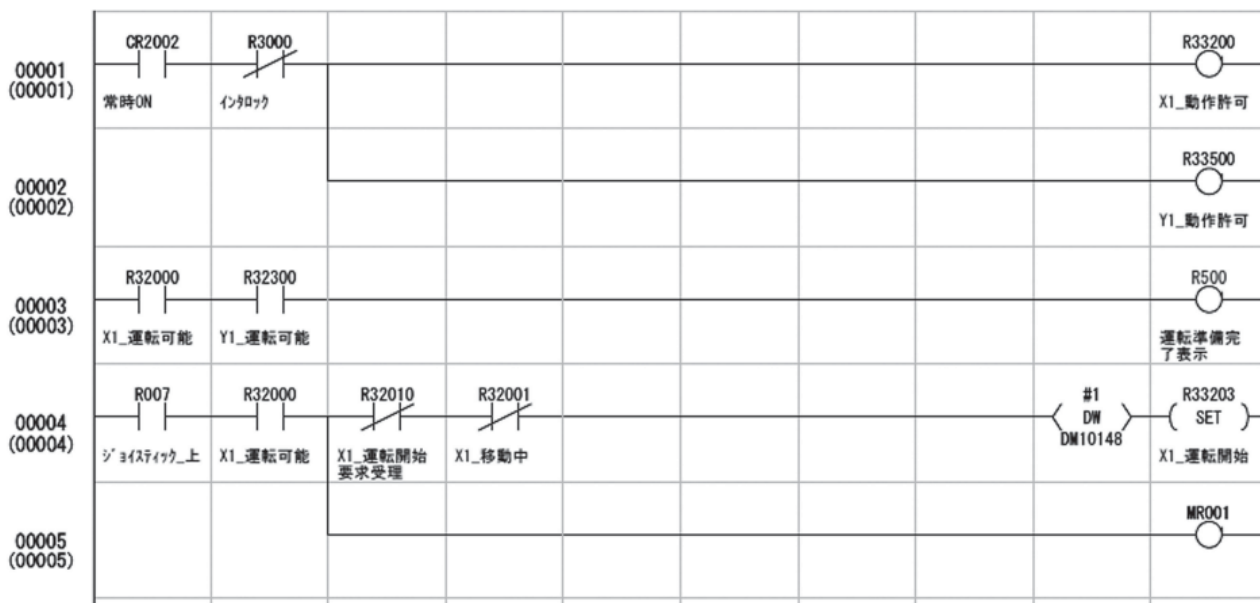 CR2002 R3000 R33200
00001
(00001)
常時ON ｲﾝﾀﾛｯｸ X1_動作許可
R33500
00002
(00002)
Y1_動作許可
R32000 R32300 R500
00003
(00003)
X1_運転可能 Y1_運転可能 運転準備完
了表示
R007 R32000 R32010 R32001 #1 R33203
00004 DW SET
(00004) DM10148
ｼﾞｮｲｽﾃｨｯｸ_上 X1_運転可能 X1_運転開始 X1_移動中 X1_運転開始
要求受理
MR001
00005
(00005)